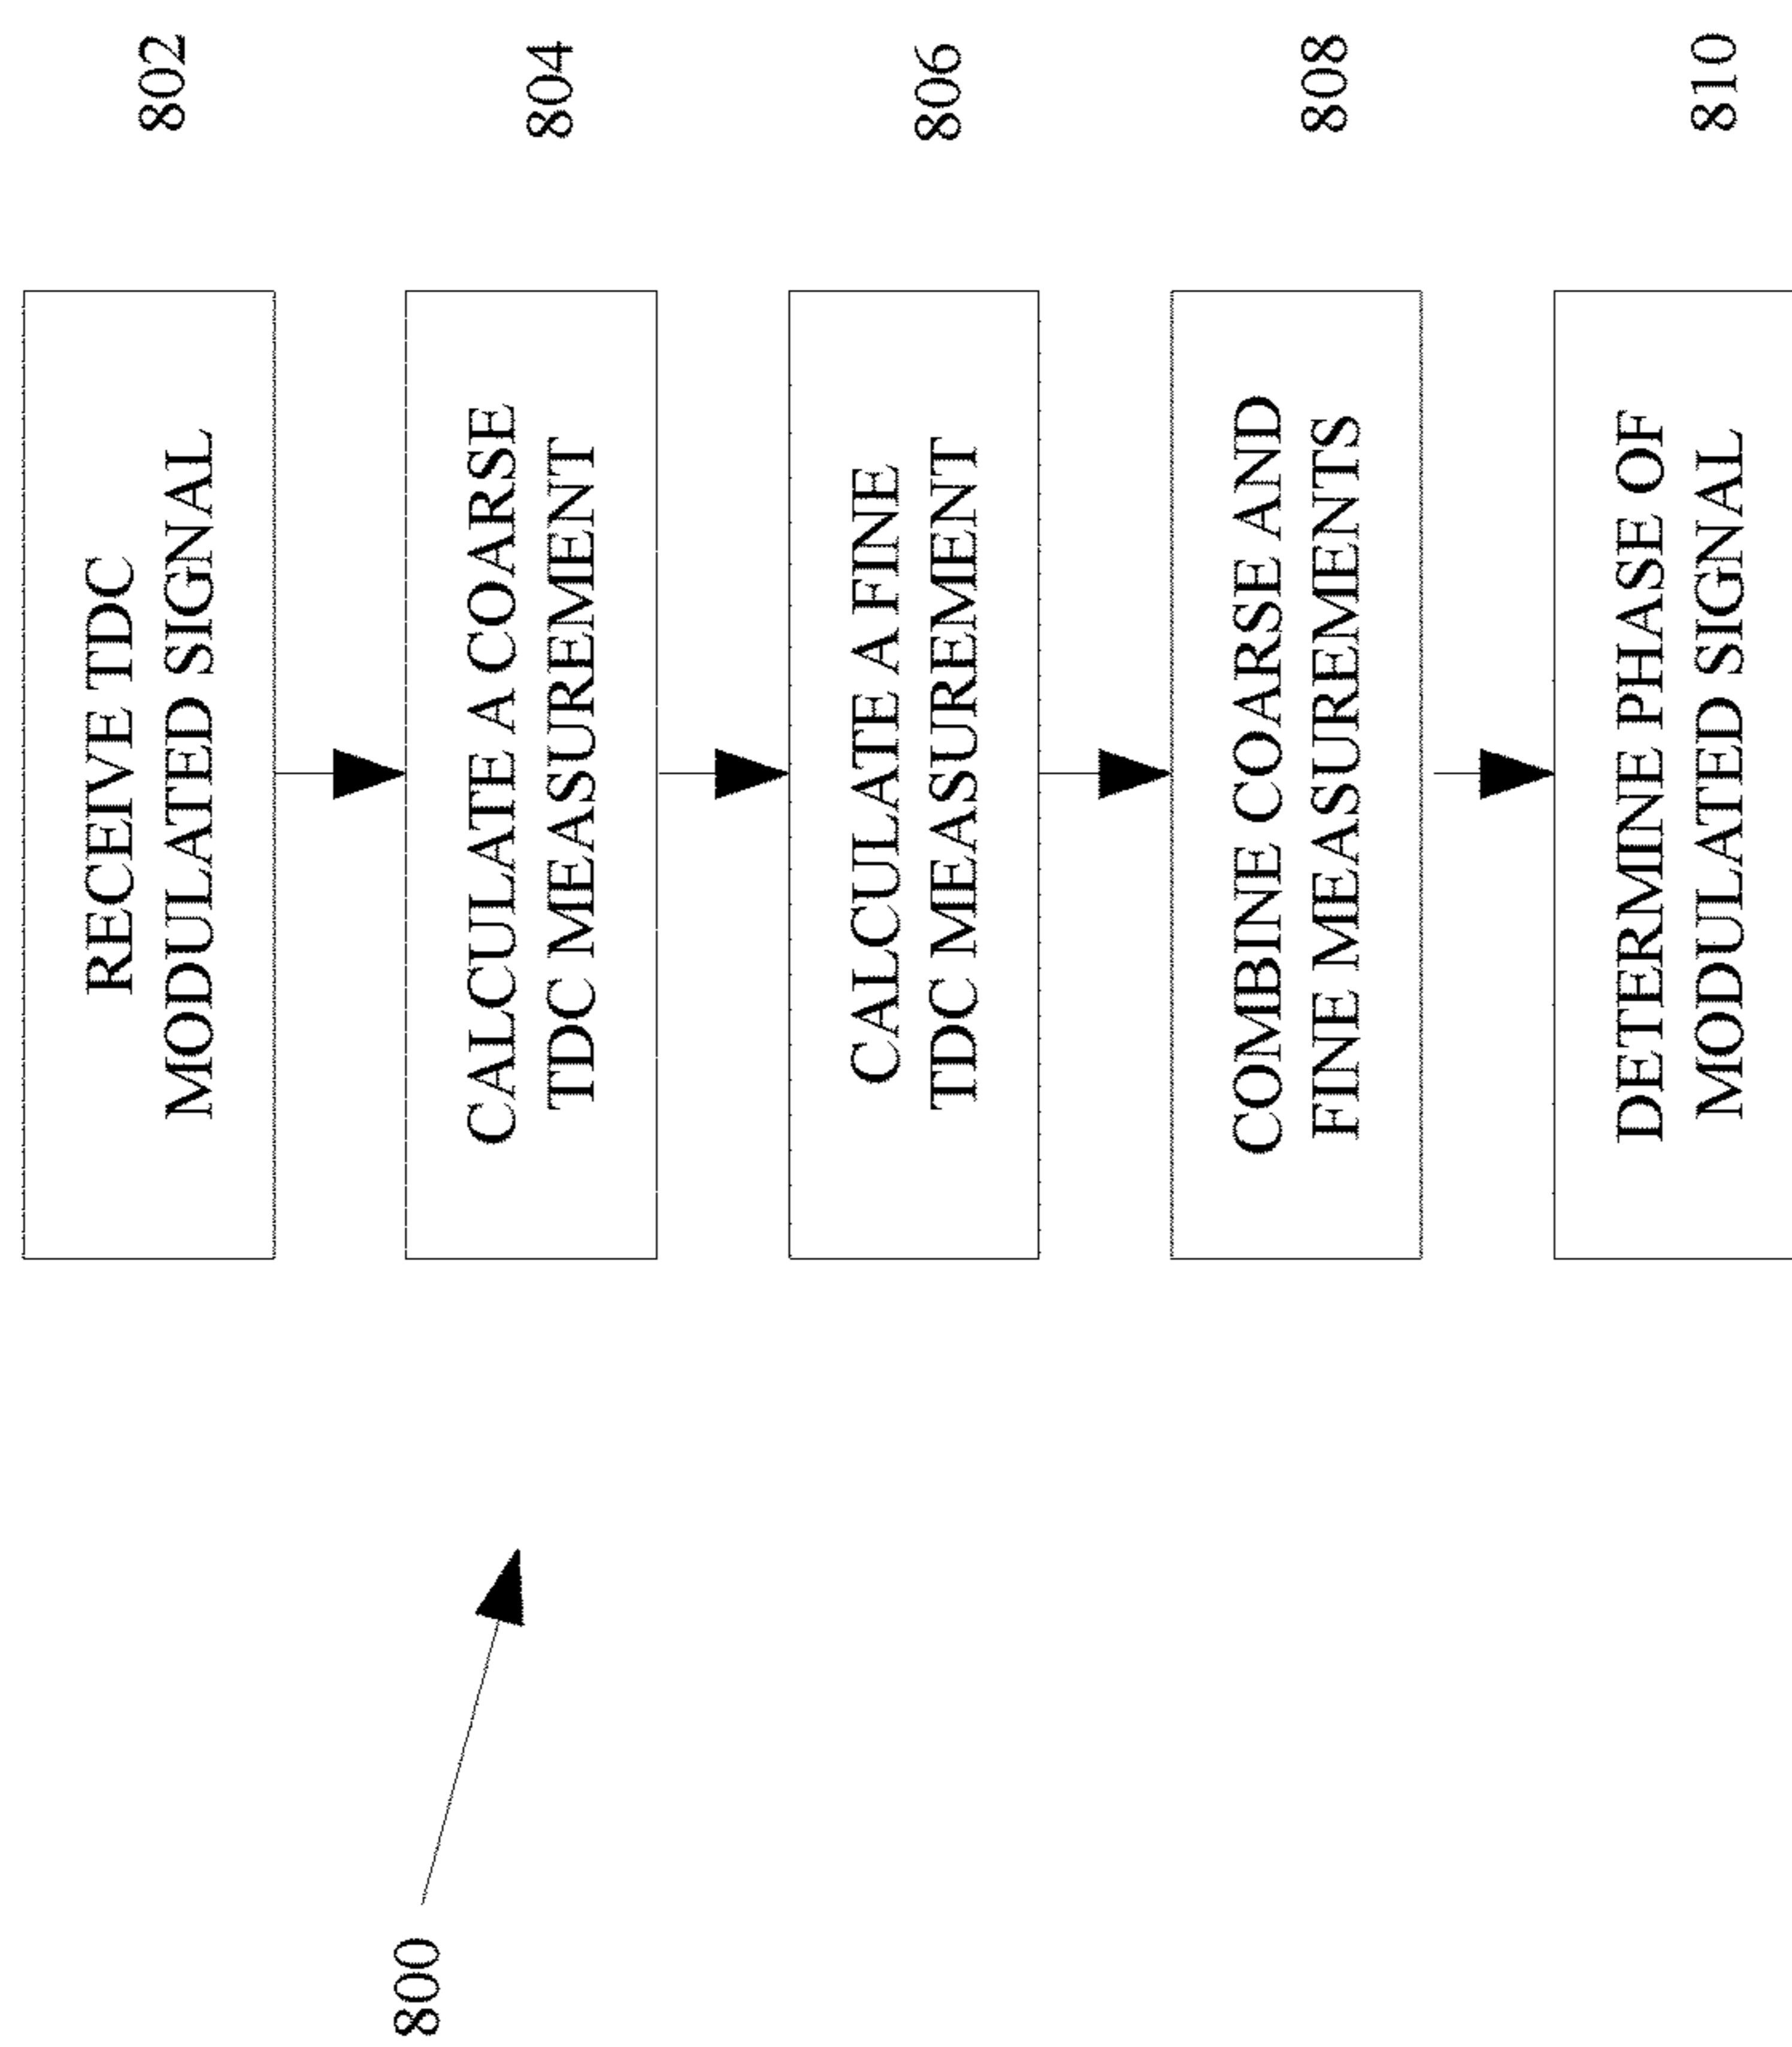 800
RECEIVE TDC
MODULATED SIGNAL
802
CALCULATE A COARSE
TDC MEASUREMENT
804
CALCULATE A FINE
TDC MEASUREMENT
806
COMBINE COARSE AND
FINE MEASUREMENTS
808
DETERMINE PHASE OF
MODULATED SIGNAL
810